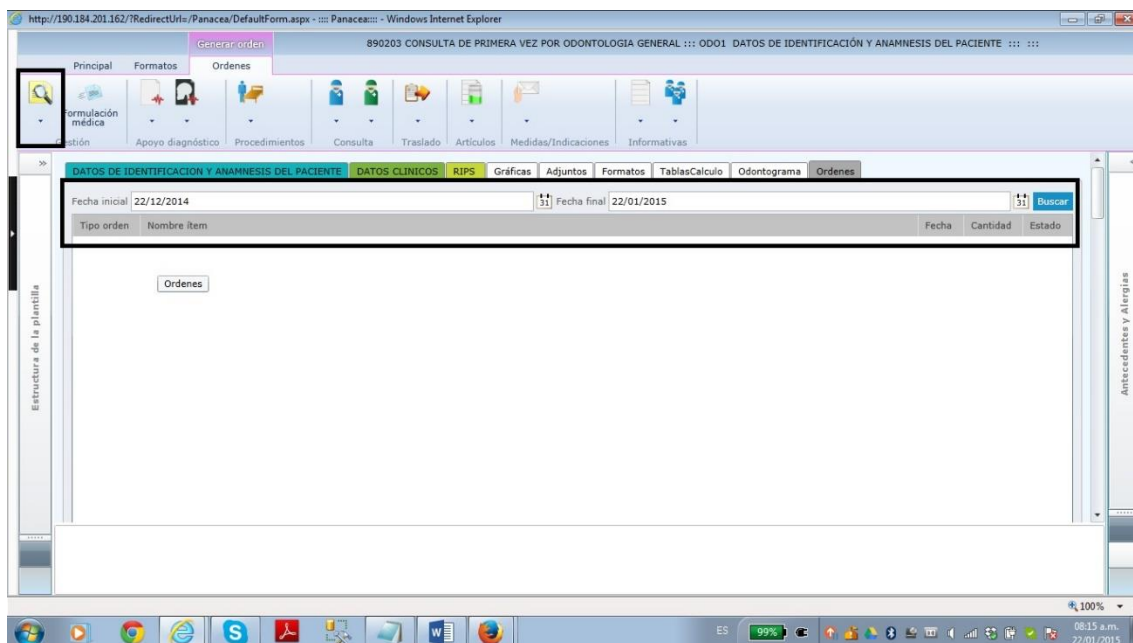 http://190.184.201.162/?RedirectUrl=/Panacea/DefaultForm.aspx - :::: Panacea:::: - Windows Internet Explorer
Generar orden 890203 CONSULTA DE PRIMERA VEZ POR ODONTOLOGIA GENERAL ::: ODO1 DATOS DE IDENTIFICACIÓN Y ANAMNESIS DEL PACIENTE ::: :::
Principal Formatos Ordenes
Formulación
médica
Gestión Apoyo diagnóstico Procedimientos Consulta Traslado Artículos Medidas/Indicaciones Informativas
DATOS DE IDENTIFICACION Y ANAMNESIS DEL PACIENTE DATOS CLINICOS RIPS Gráficas Adjuntos Formatos TablasCalculo Odontograma Ordenes
Fecha inicial 22/12/2014 31 Fecha final 22/01/2015 31 Buscar
Tipo orden Nombre ítem Fecha Cantidad Estado
Ordenes
Estructura de la plantilla
Antecedentes y Alergias
100%
ES 99% 08:15 a.m.
22/01/2015